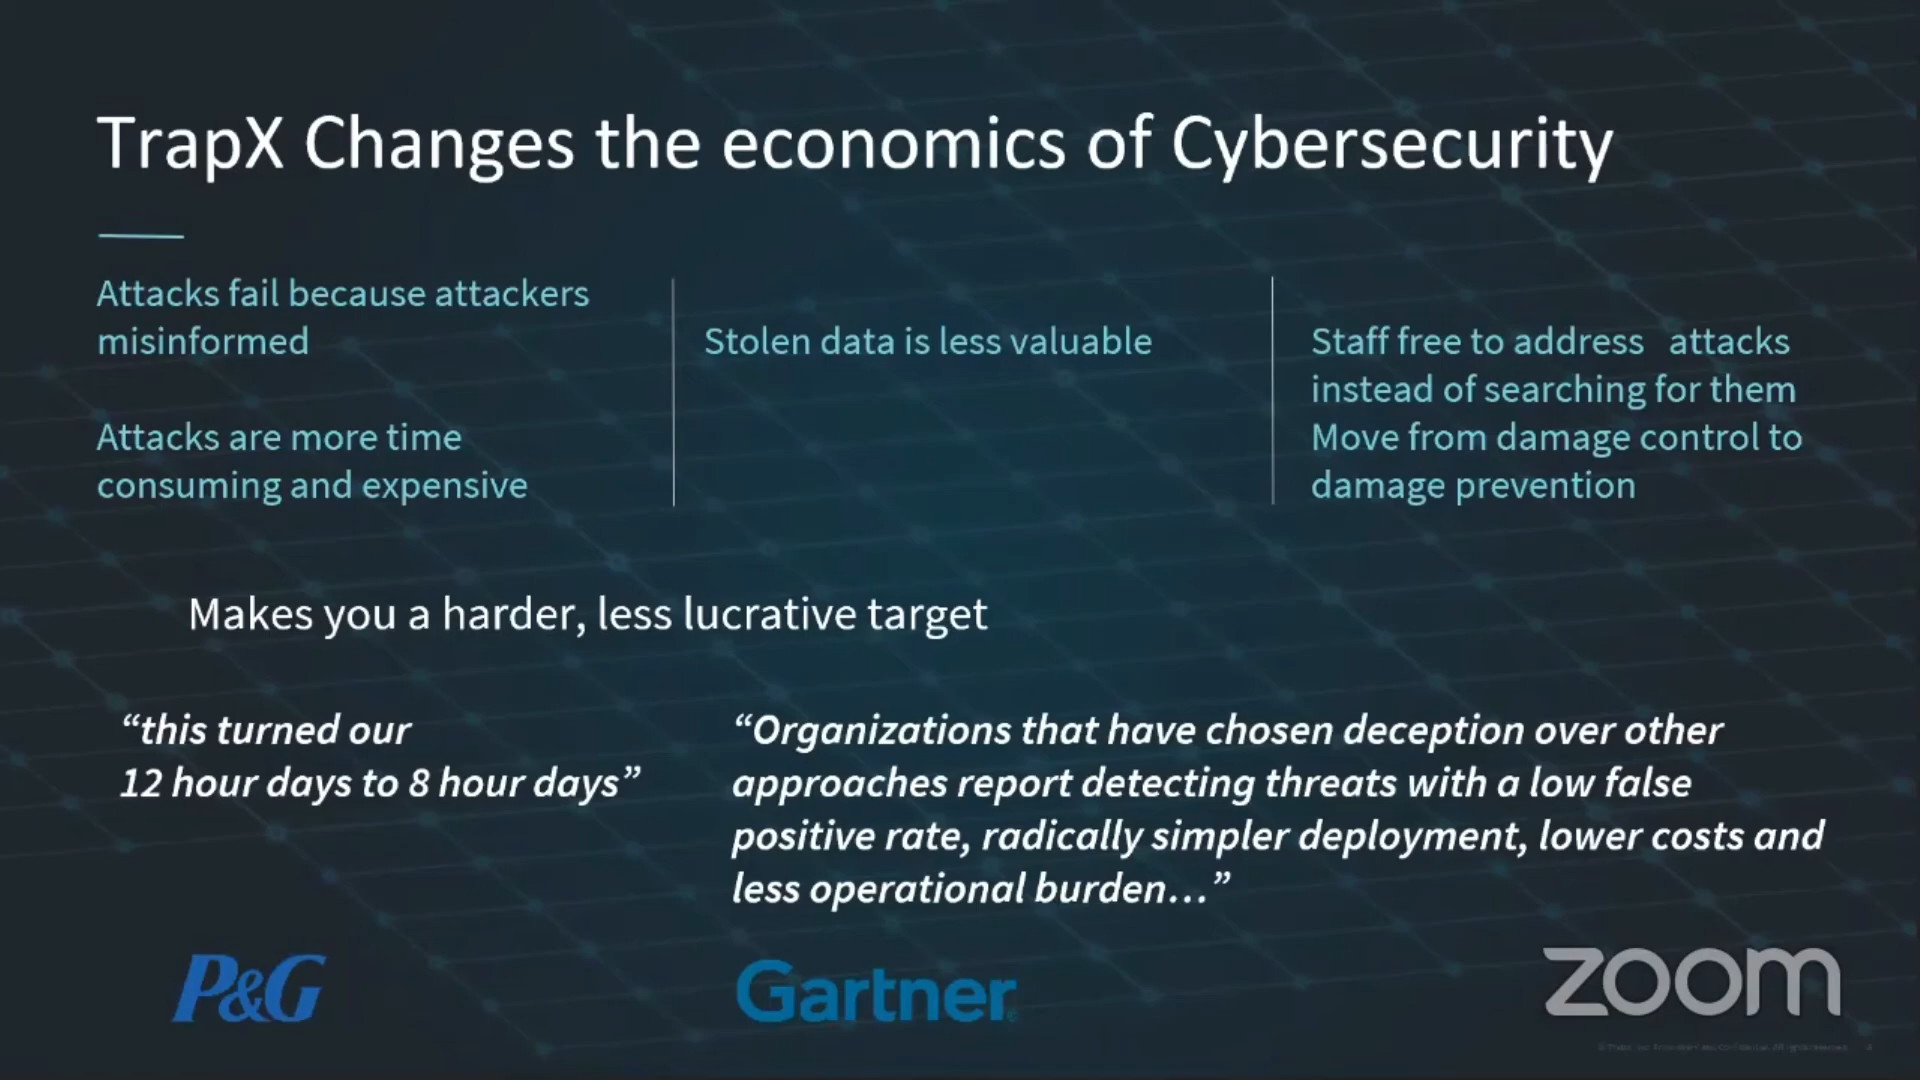 TrapX Changes the economics of Cybersecurity
Attacks fail because attackers
misinformed
Attacks are more time
consuming and expensive
Stolen data is less valuable
Staff free to address attacks
instead of searching for them
Move from damage control to
damage prevention
Makes you a harder, less lucrative target
“this turned our
12 hour days to 8 hour days”
“Organizations that have chosen deception over other
approaches report detecting threats with a low false
positive rate, radically simpler deployment, lower costs and
less operational burden…”
P&G
Gartner
zoom